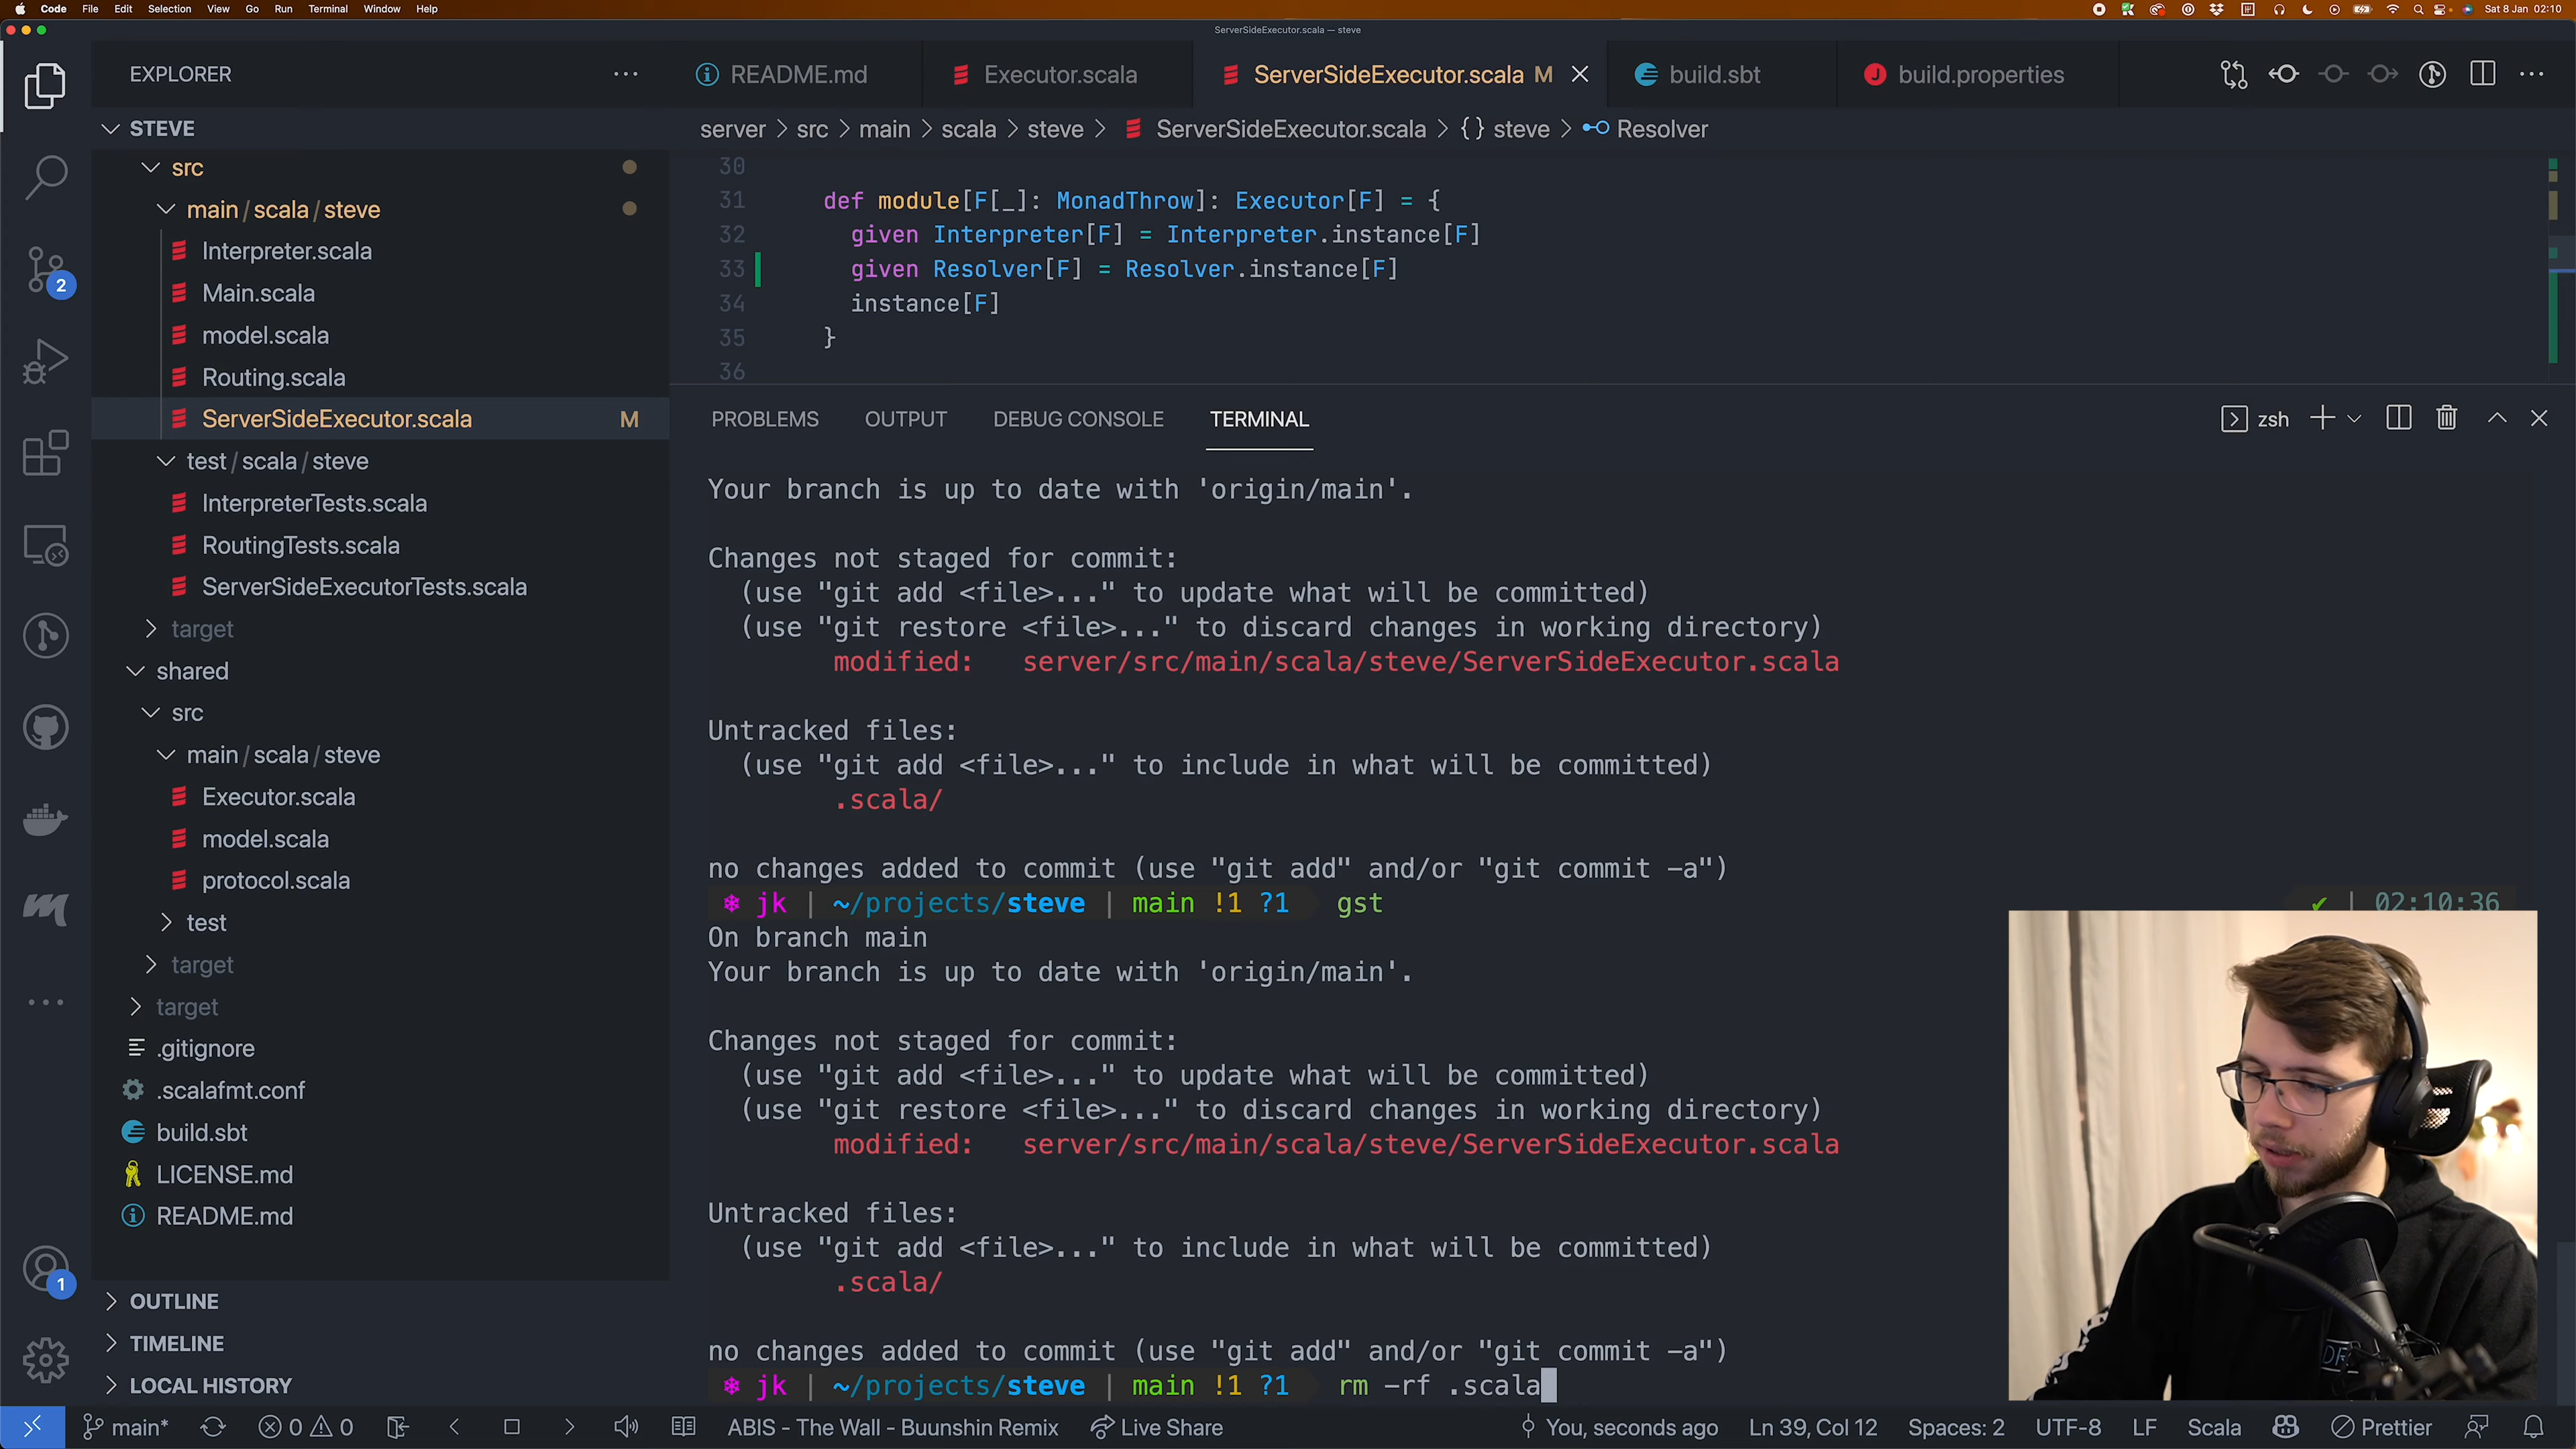 Code File Edit Selection View Go Run Terminal Window Help
Sat 8 Jan 02:10
ServerSideExecutor.scala — steve
EXPLORER
README.md
Executor.scala
ServerSideExecutor.scala M
build.sbt
build.properties
STEVE
server > src > main > scala > steve > ServerSideExecutor.scala > {} steve > Resolver
src
main / scala / steve
Interpreter.scala
Main.scala
model.scala
Routing.scala
ServerSideExecutor.scala M
test / scala / steve
InterpreterTests.scala
RoutingTests.scala
ServerSideExecutorTests.scala
target
shared
src
main / scala / steve
Executor.scala
model.scala
protocol.scala
test
target
target
.gitignore
.scalafmt.conf
build.sbt
LICENSE.md
README.md
OUTLINE
TIMELINE
LOCAL HISTORY
2
1
30
31 def module[F[_]: MonadThrow]: Executor[F] = {
32 given Interpreter[F] = Interpreter.instance[F]
33 given Resolver[F] = Resolver.instance[F]
34 instance[F]
35 }
36
PROBLEMS OUTPUT DEBUG CONSOLE TERMINAL
zsh
Your branch is up to date with 'origin/main'.
Changes not staged for commit:
(use "git add <file>..." to update what will be committed)
(use "git restore <file>..." to discard changes in working directory)
modified: server/src/main/scala/steve/ServerSideExecutor.scala
Untracked files:
(use "git add <file>..." to include in what will be committed)
.scala/
no changes added to commit (use "git add" and/or "git commit -a")
jk | ~/projects/steve | main !1 ?1 gst
✔ | 02:10:36
On branch main
Your branch is up to date with 'origin/main'.
Changes not staged for commit:
(use "git add <file>..." to update what will be committed)
(use "git restore <file>..." to discard changes in working directory)
modified: server/src/main/scala/steve/ServerSideExecutor.scala
Untracked files:
(use "git add <file>..." to include in what will be committed)
.scala/
no changes added to commit (use "git add" and/or "git commit -a")
jk | ~/projects/steve | main !1 ?1 rm -rf .scala
main* 0 0 ABIS - The Wall - Buunshin Remix Live Share You, seconds ago Ln 39, Col 12 Spaces: 2 UTF-8 LF Scala Prettier